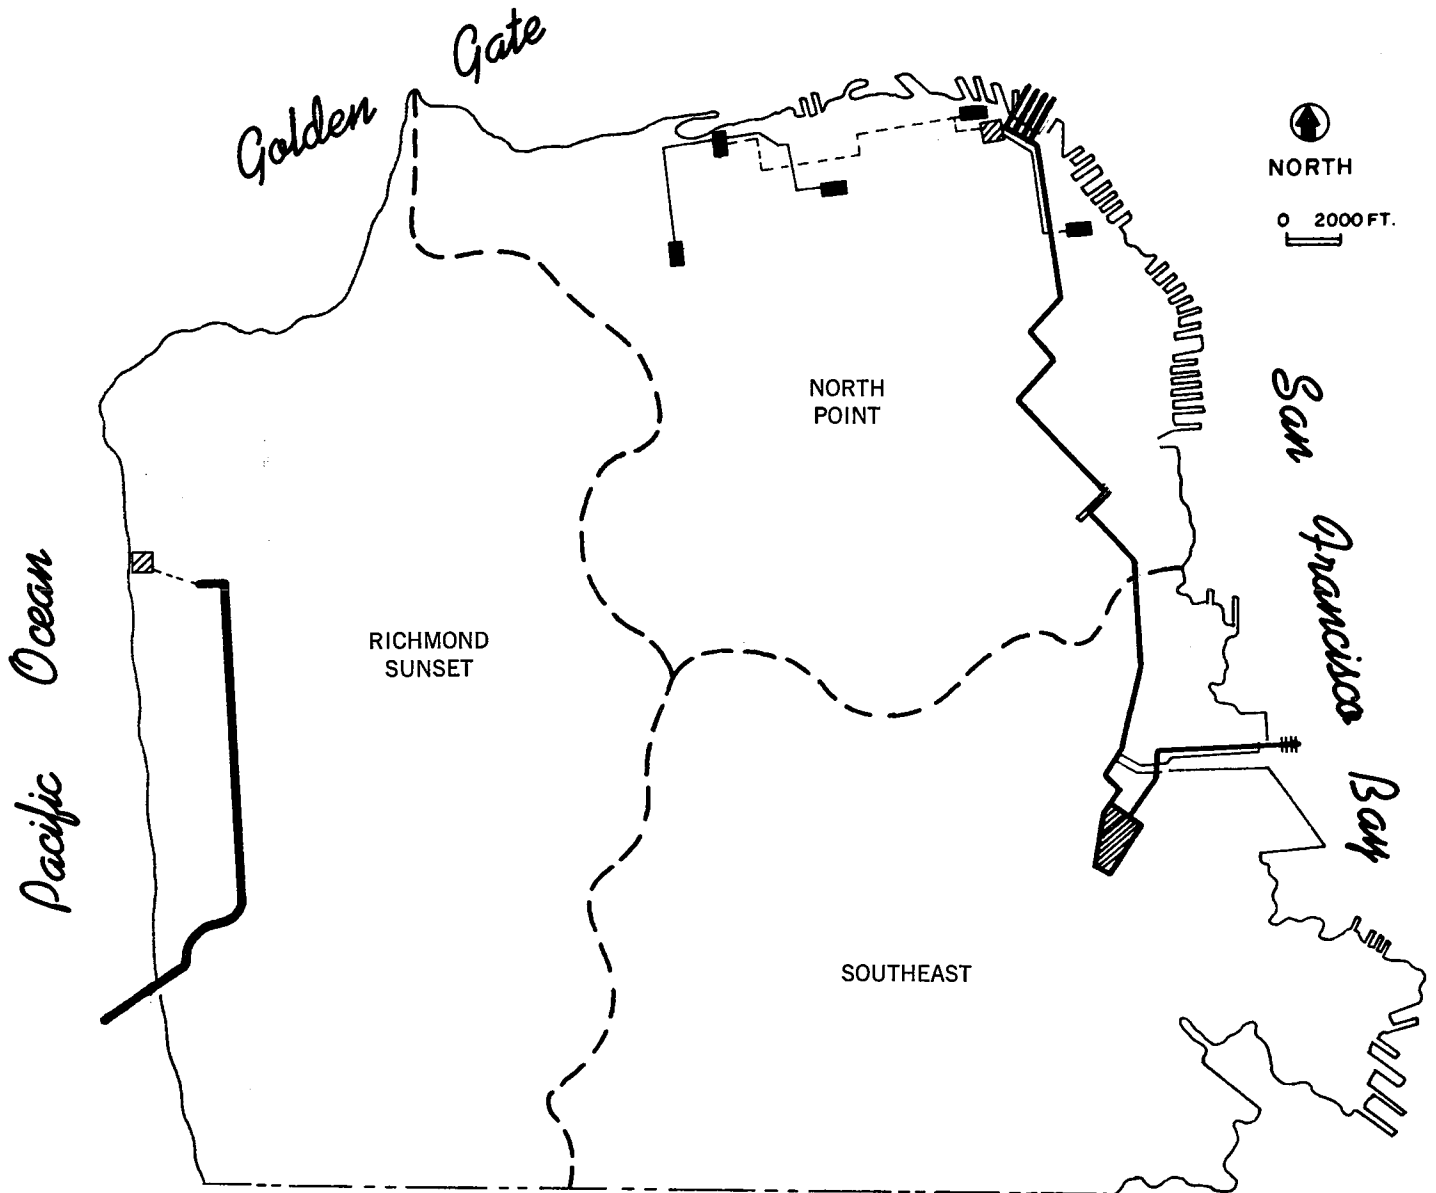 Golden Gate
NORTH
0 2000 FT.
NORTH
POINT
San
Francisco
Bay
Pacific Ocean
RICHMOND
SUNSET
SOUTHEAST